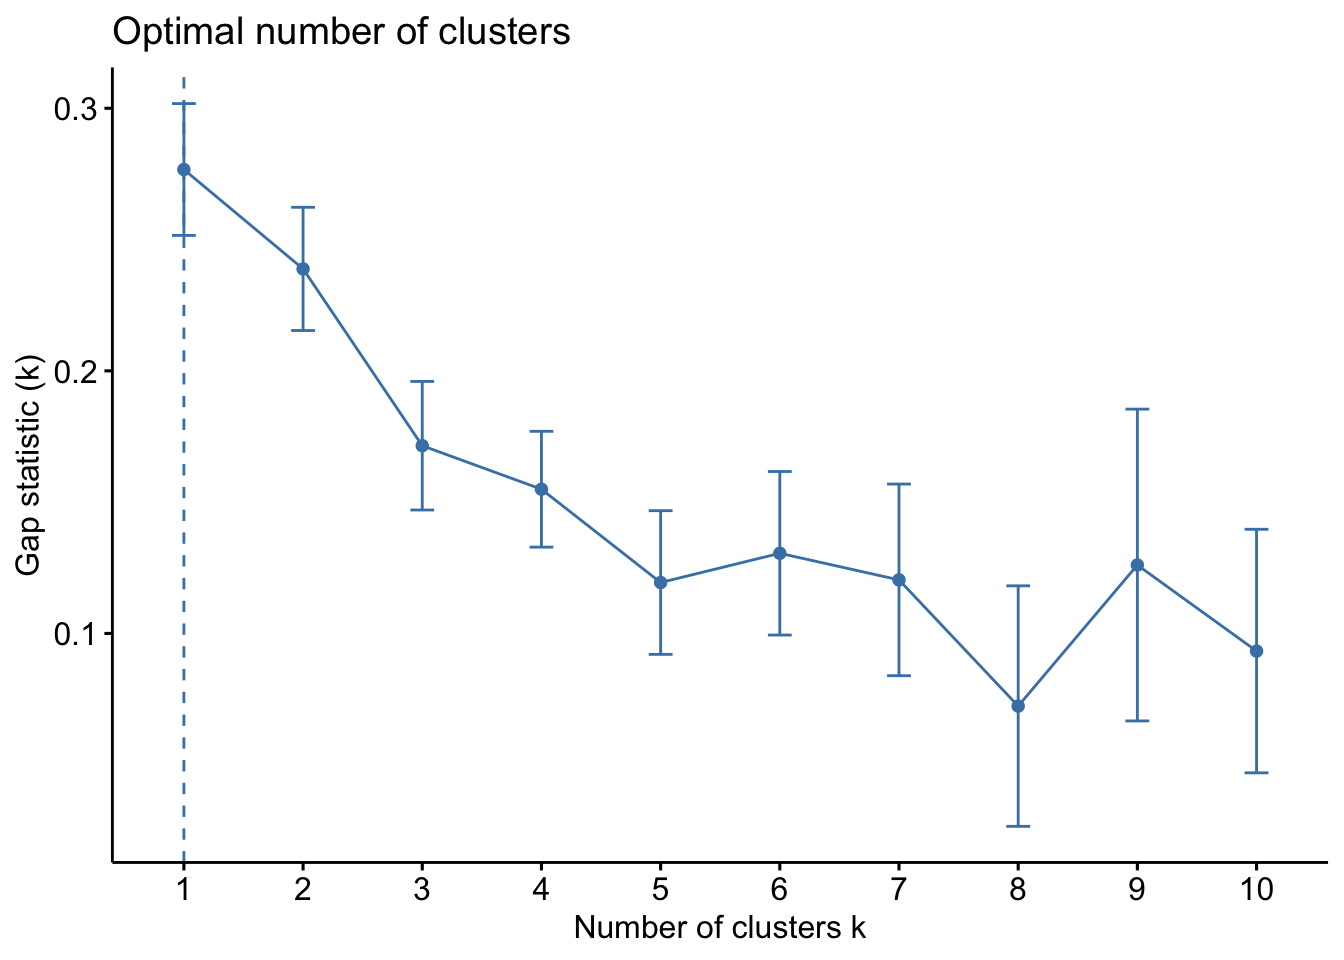 Optimal number of clusters
Gap statistic (k)
0.3
0.2
0.1
1 2 3 4 5 6 7 8 9 10
Number of clusters k